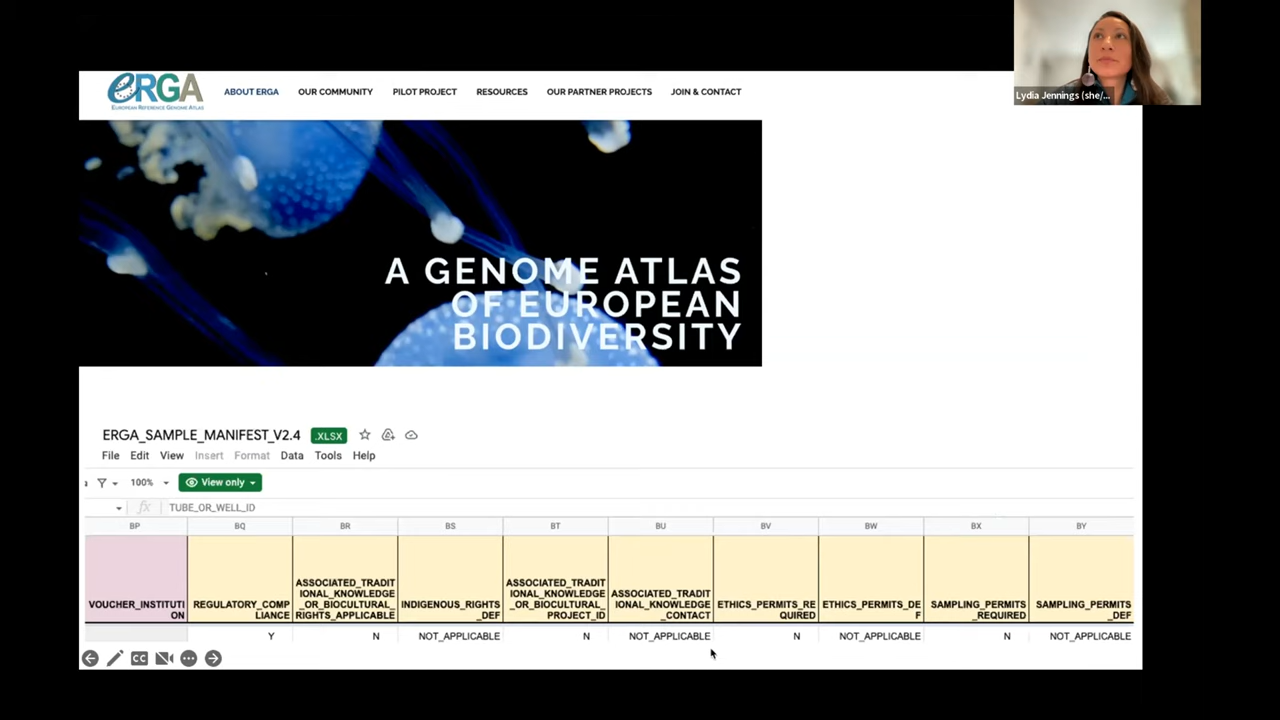 Lydia Jennings (she/...
eRGA
EUROPEAN REFERENCE GENOME ATLAS
ABOUT ERGA OUR COMMUNITY PILOT PROJECT RESOURCES OUR PARTNER PROJECTS JOIN & CONTACT
A GENOME ATLAS
OF EUROPEAN
BIODIVERSITY
ERGA_SAMPLE_MANIFEST_V2.4 .XLSX
File Edit View Insert Format Data Tools Help
100% View only
fx TUBE_OR_WELL_ID
BP BQ BR BS BT BU BV BW BX BY
VOUCHER_INSTITUTI
ON
REGULATORY_COMP
LIANCE
ASSOCIATED_TRADIT
IONAL_KNOWLEDGE
_OR_BIOCULTURAL_
RIGHTS_APPLICABLE
INDIGENOUS_RIGHTS
_DEF
ASSOCIATED_TRADIT
IONAL_KNOWLEDGE
_OR_BIOCULTURAL_
PROJECT_ID
ASSOCIATED_TRADIT
IONAL_KNOWLEDGE
_CONTACT
ETHICS_PERMITS_RE
QUIRED
ETHICS_PERMITS_DE
F
SAMPLING_PERMITS
_REQUIRED
SAMPLING_PERMITS
_DEF
Y N NOT_APPLICABLE N NOT_APPLICABLE N NOT_APPLICABLE N NOT_APPLICABLE
CC